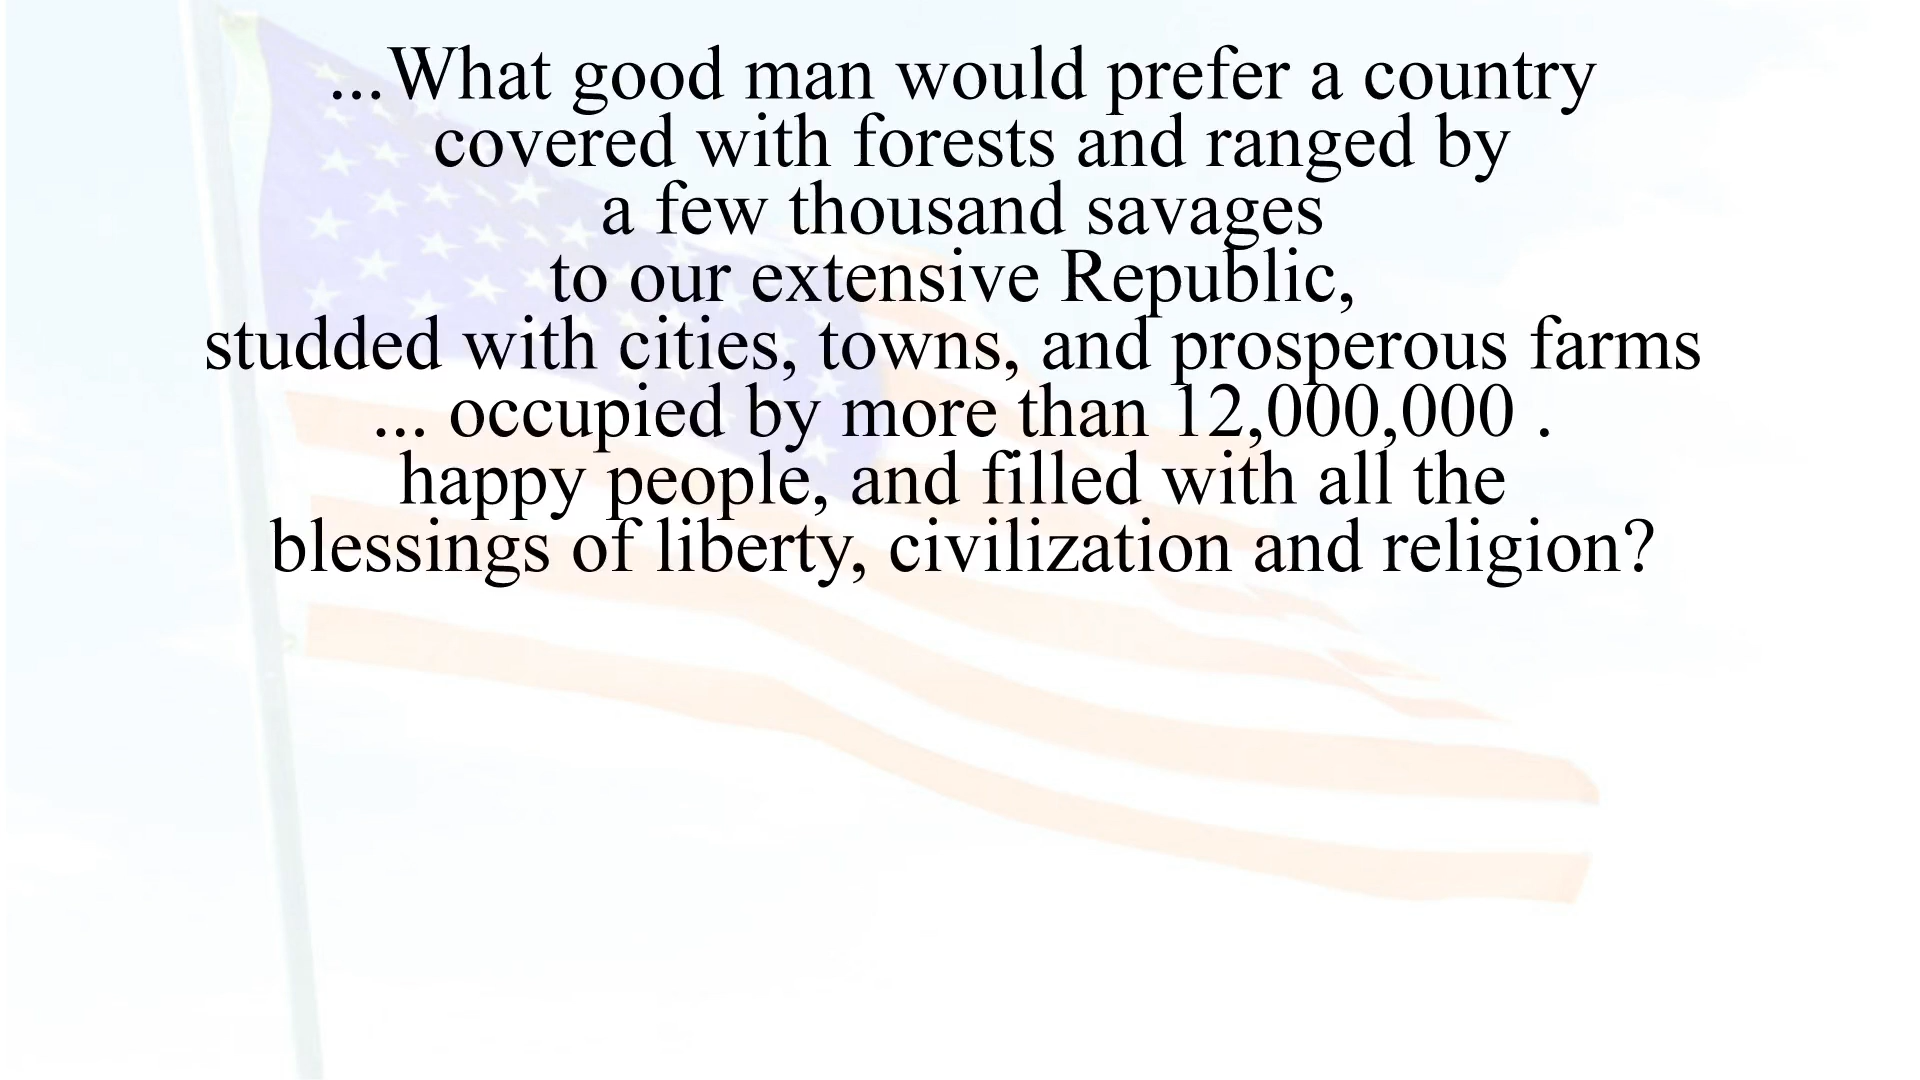 ...What good man would prefer a country
covered with forests and ranged by
a few thousand savages
to our extensive Republic,
studded with cities, towns, and prosperous farms
... occupied by more than 12,000,000 .
happy people, and filled with all the
blessings of liberty, civilization and religion?